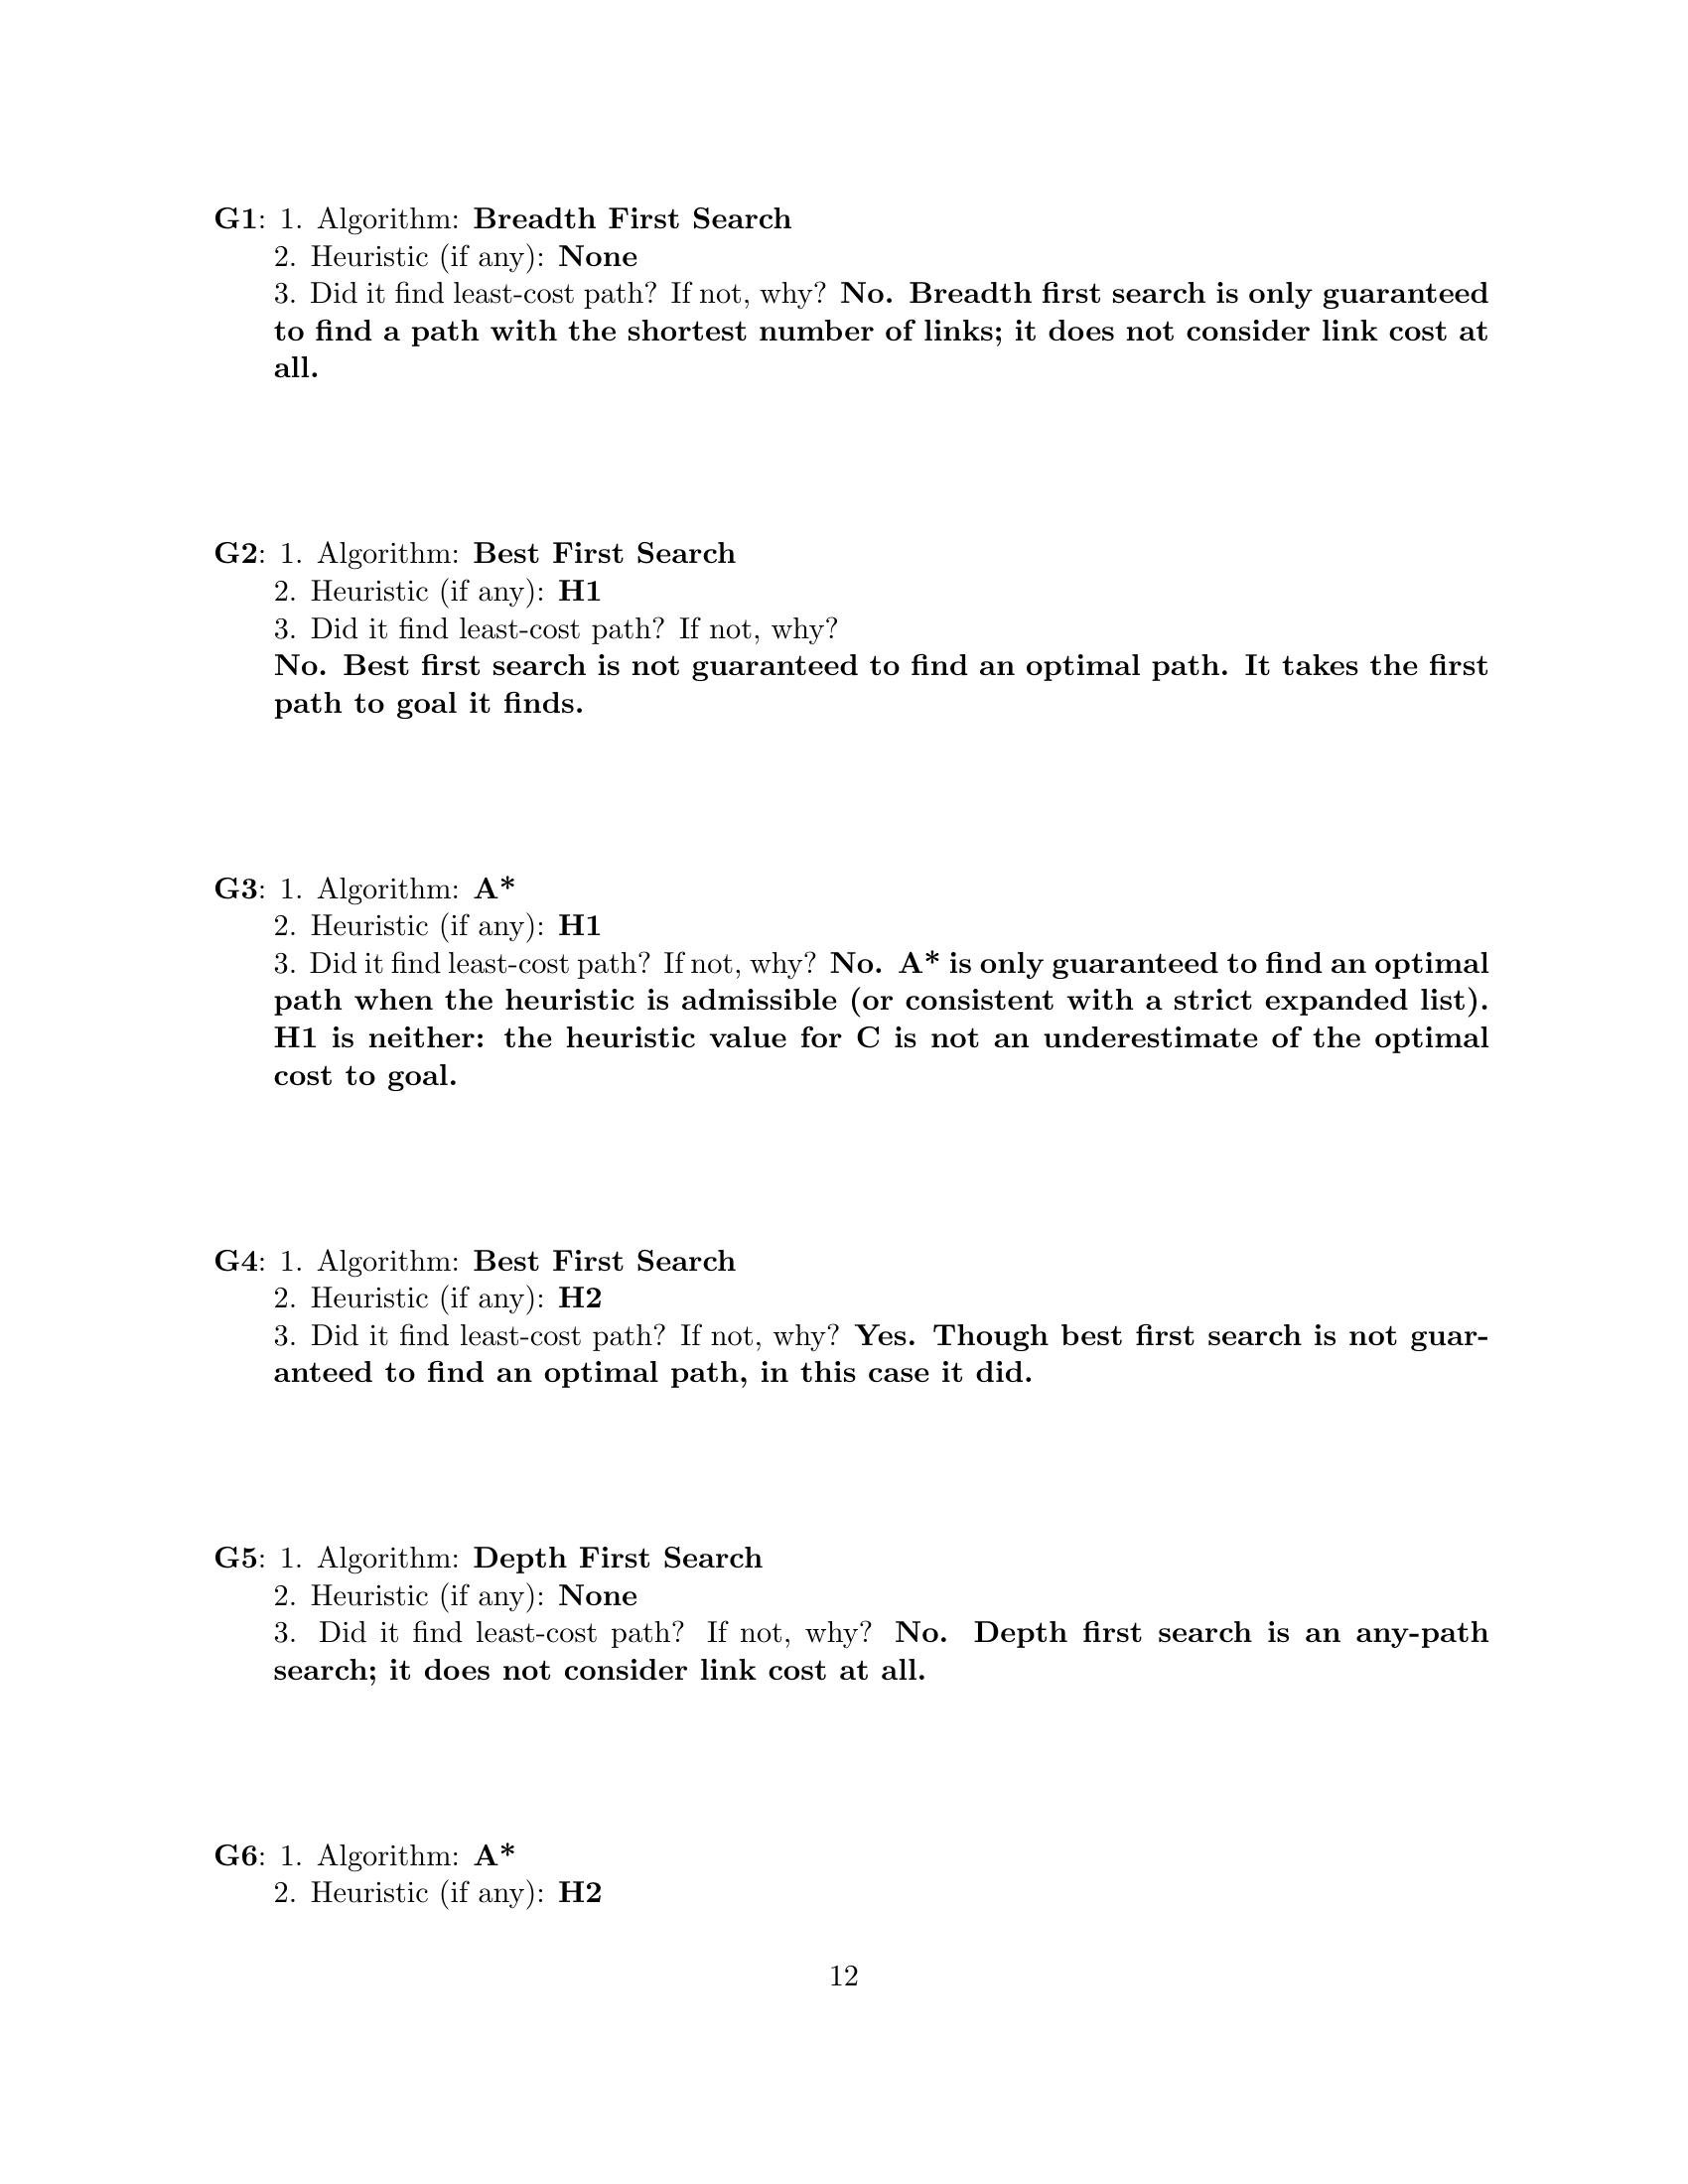 G1: 1. Algorithm: Breadth First Search
2. Heuristic (if any): None
3. Did it find least-cost path? If not, why? No. Breadth first search is only guaranteed
to find a path with the shortest number of links; it does not consider link cost at
all.
G2: 1. Algorithm: Best First Search
2. Heuristic (if any): H1
3. Did it find least-cost path? If not, why?
No. Best first search is not guaranteed to find an optimal path. It takes the first
path to goal it finds.
G3: 1. Algorithm: A*
2. Heuristic (if any): H1
3. Did it find least-cost path? If not, why? No. A* is only guaranteed to find an optimal
path when the heuristic is admissible (or consistent with a strict expanded list).
H1 is neither: the heuristic value for C is not an underestimate of the optimal
cost to goal.
G4: 1. Algorithm: Best First Search
2. Heuristic (if any): H2
3. Did it find least-cost path? If not, why? Yes. Though best first search is not guar-
anteed to find an optimal path, in this case it did.
G5: 1. Algorithm: Depth First Search
2. Heuristic (if any): None
3. Did it find least-cost path? If not, why? No. Depth first search is an any-path
search; it does not consider link cost at all.
G6: 1. Algorithm: A*
2. Heuristic (if any): H2
12